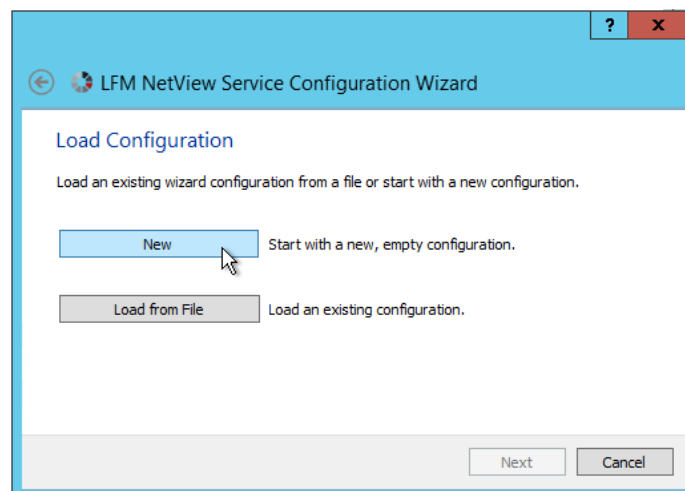 ? x
LFM NetView Service Configuration Wizard
Load Configuration
Load an existing wizard configuration from a file or start with a new configuration.
New Start with a new, empty configuration.
Load from File Load an existing configuration.
Next Cancel